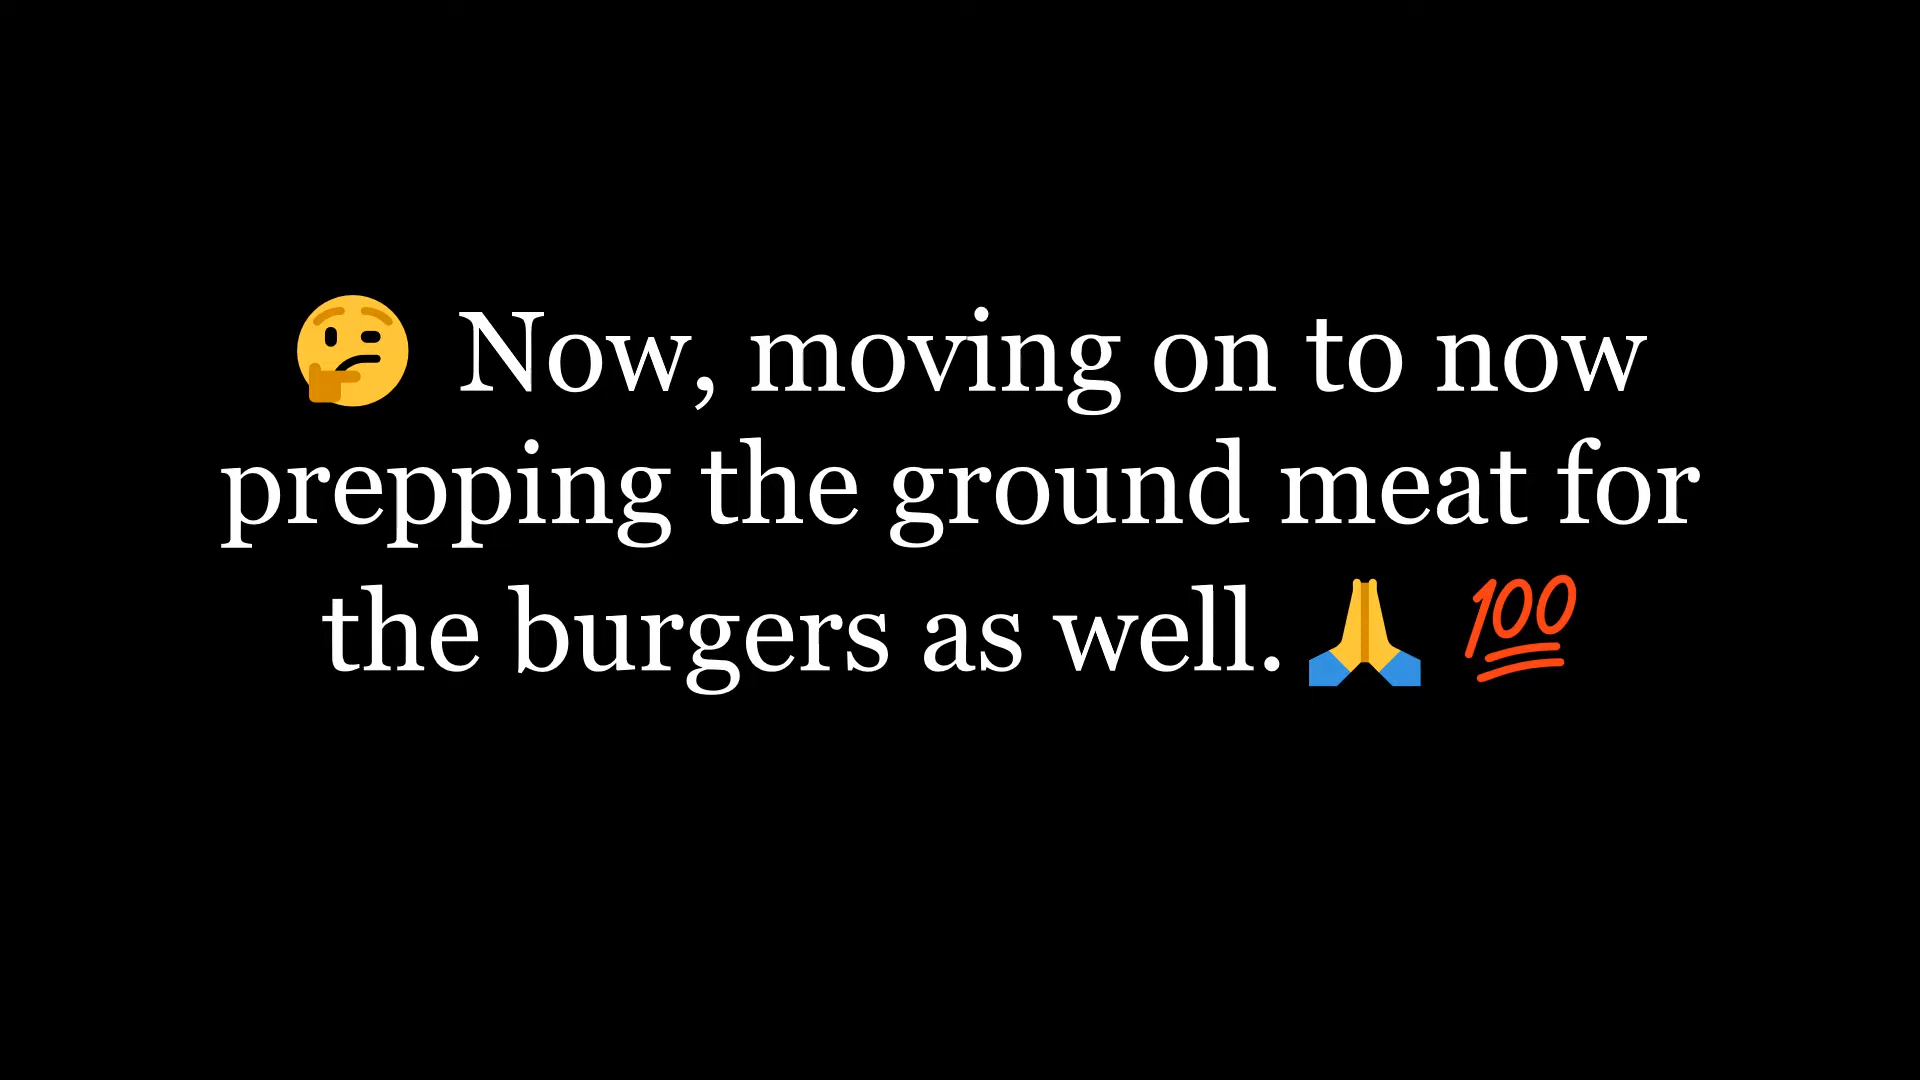 🤔 Now, moving on to now
prepping the ground meat for
the burgers as well.🙏 💯